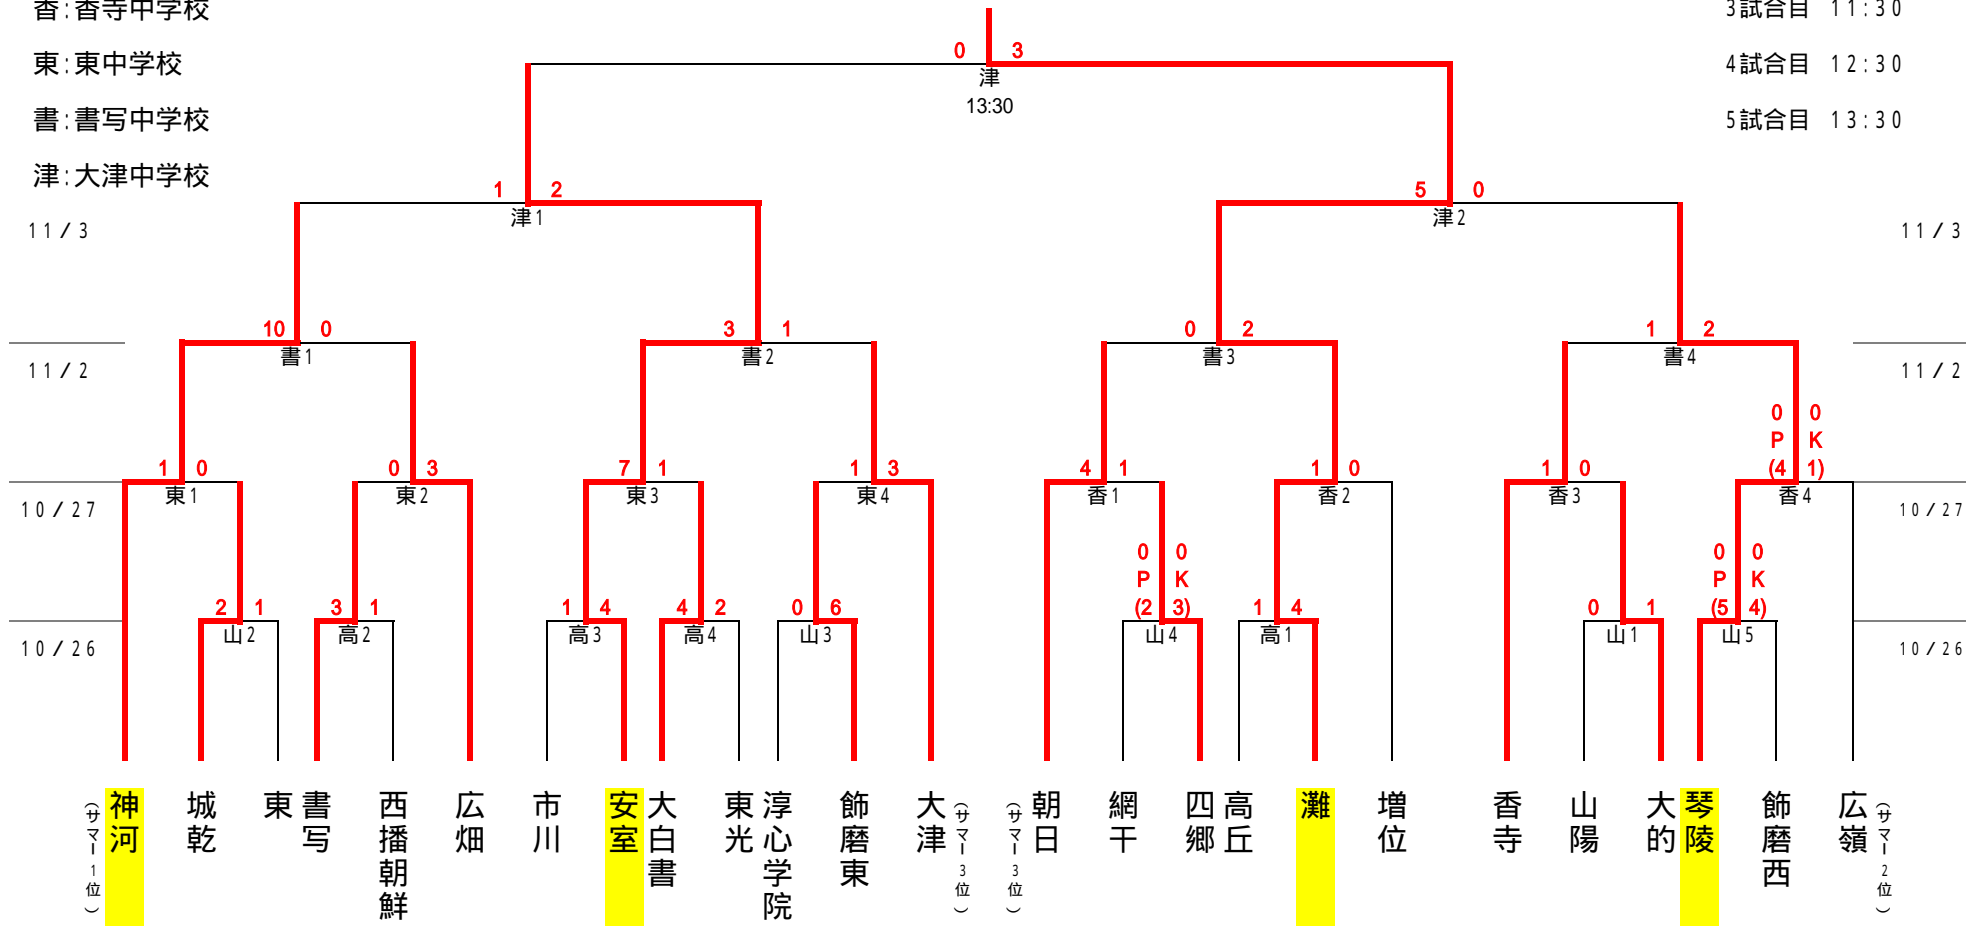 香:香寺中学校
3試合目 11:30
0 3
東:東中学校
津
4試合目 12:30
13:30
書:書写中学校
5試合目 13:30
津:大津中学校
1 2
5 0
津1
津2
11/3
11/3
10 0
3 1
0 2
1 2
書1
書2
書3
書4
11/2
11/2
0 0
P K
1 0
0 3
7 1
1 3
4 1
1 0
1 0
(4 1)
東1
東2
東3
東4
香1
香2
香3
香4
10/27
10/27
0 0
P K
0 0
P K
2 1
3 1
1 4
4 2
0 6
(2 3)
1 4
0 1
(5 4)
山2
高2
高3
高4
山3
山4
高1
山1
山5
10/26
10/26
(サマー1位)
神河
城乾
東
書写
西播朝鮮
広畑
市川
安室
大白書
東光
淳心学院
飾磨東
大津
(サマー3位)
(サマー3位)
朝日
網干
四郷
高丘
灘
増位
香寺
山陽
大的
琴陵
飾磨西
広嶺
(サマー2位)